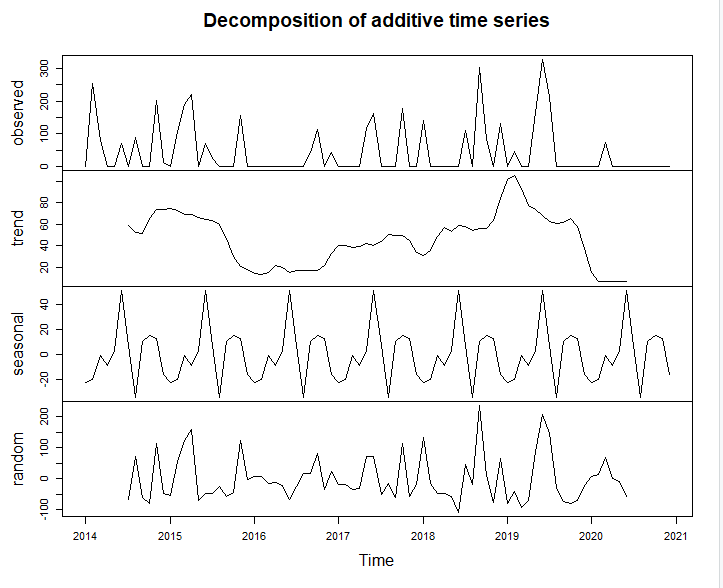 Decomposition of additive time series
observed
0 100 200 300
trend
20 40 60 80
seasonal
-20 0 20 40
random
-100 0 100 200
2014 2015 2016 2017 2018 2019 2020 2021
Time